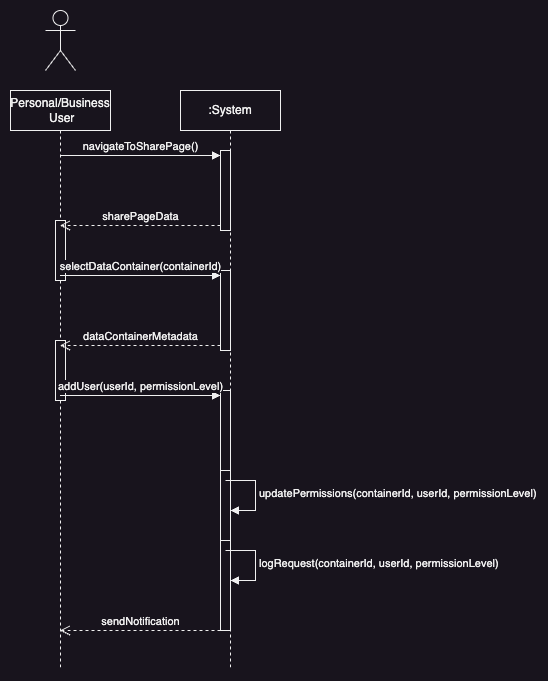 Personal/Business
User
:System
navigateToSharePage()
sharePageData
selectDataContainer(containerId)
dataContainerMetadata
addUser(userId, permissionLevel)
updatePermissions(containerId, userId, permissionLevel)
logRequest(containerId, userId, permissionLevel)
sendNotification